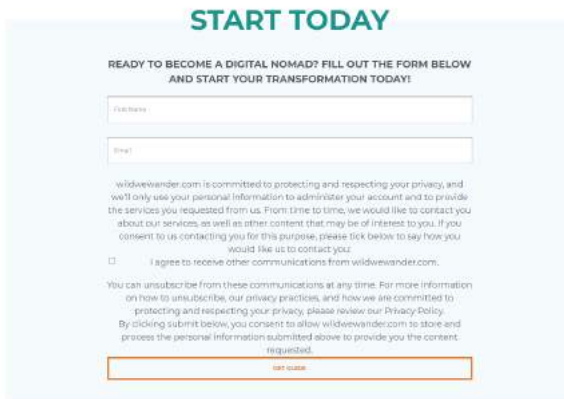 START TODAY
READY TO BECOME A DIGITAL NOMAD? FILL OUT THE FORM BELOW
AND START YOUR TRANSFORMATION TODAY!
First Name
Email
wildwewander.com is committed to protecting and respecting your privacy, and
we'll only use your personal information to administer your account and to provide
the services you requested from us. From time to time, we would like to contact you
about our services, as well as other content that may be of interest to you. If you
consent to us contacting you for this purpose, please tick below to say how you
would like us to contact you:
I agree to receive other communications from wildwewander.com.
You can unsubscribe from these communications at any time. For more information
on how to unsubscribe, our privacy practices, and how we are committed to
protecting and respecting your privacy, please review our Privacy Policy.
By clicking submit below, you consent to allow wildwewander.com to store and
process the personal information submitted above to provide you the content
requested.
GET GUIDE